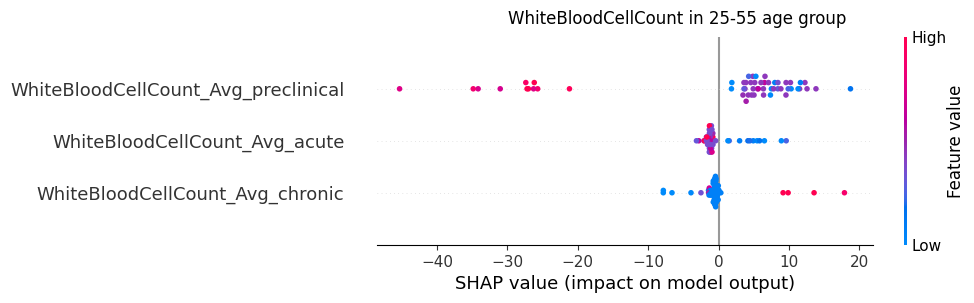 WhiteBloodCellCount in 25-55 age group
High
WhiteBloodCellCount_Avg_preclinical
WhiteBloodCellCount_Avg_acute
WhiteBloodCellCount_Avg_chronic
Feature value
Low
−40 −30 −20 −10 0 10 20
SHAP value (impact on model output)